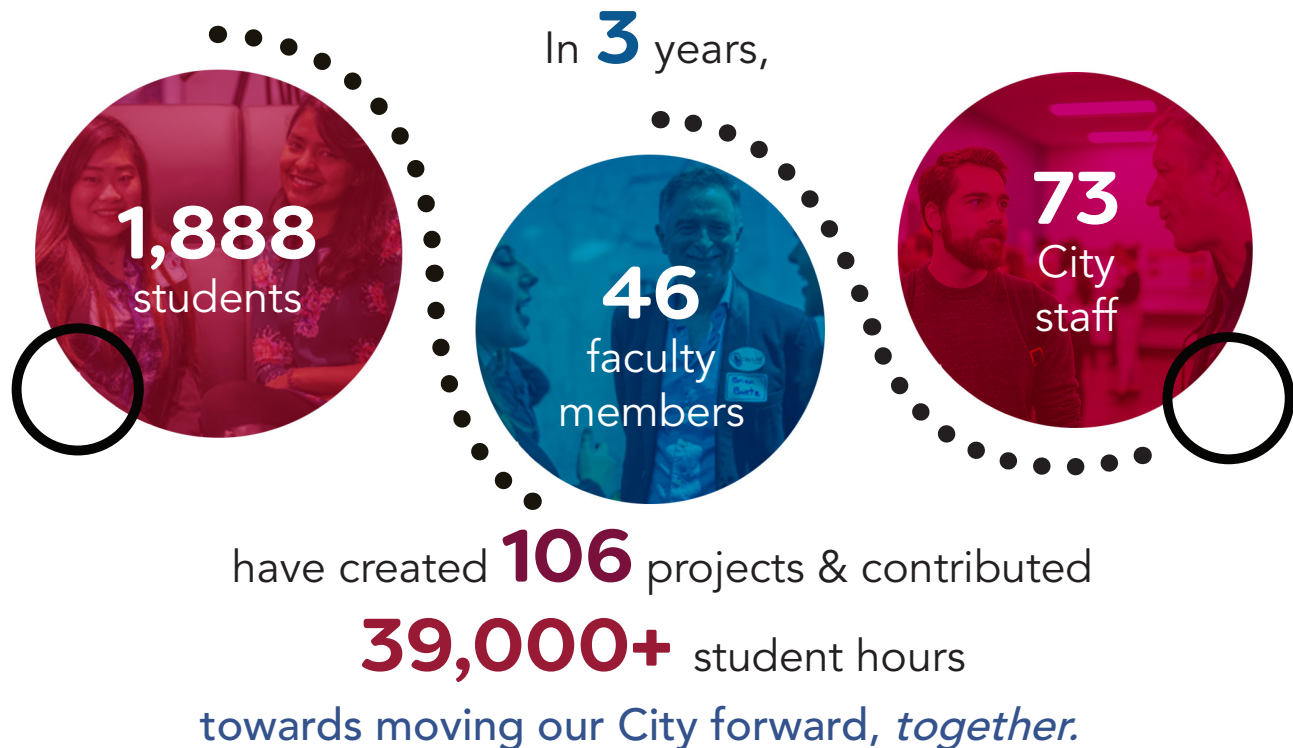 In 3 years,
1,888
students
46
faculty
members
73
City
staff
have created 106 projects & contributed
39,000+ student hours
towards moving our City forward, together.